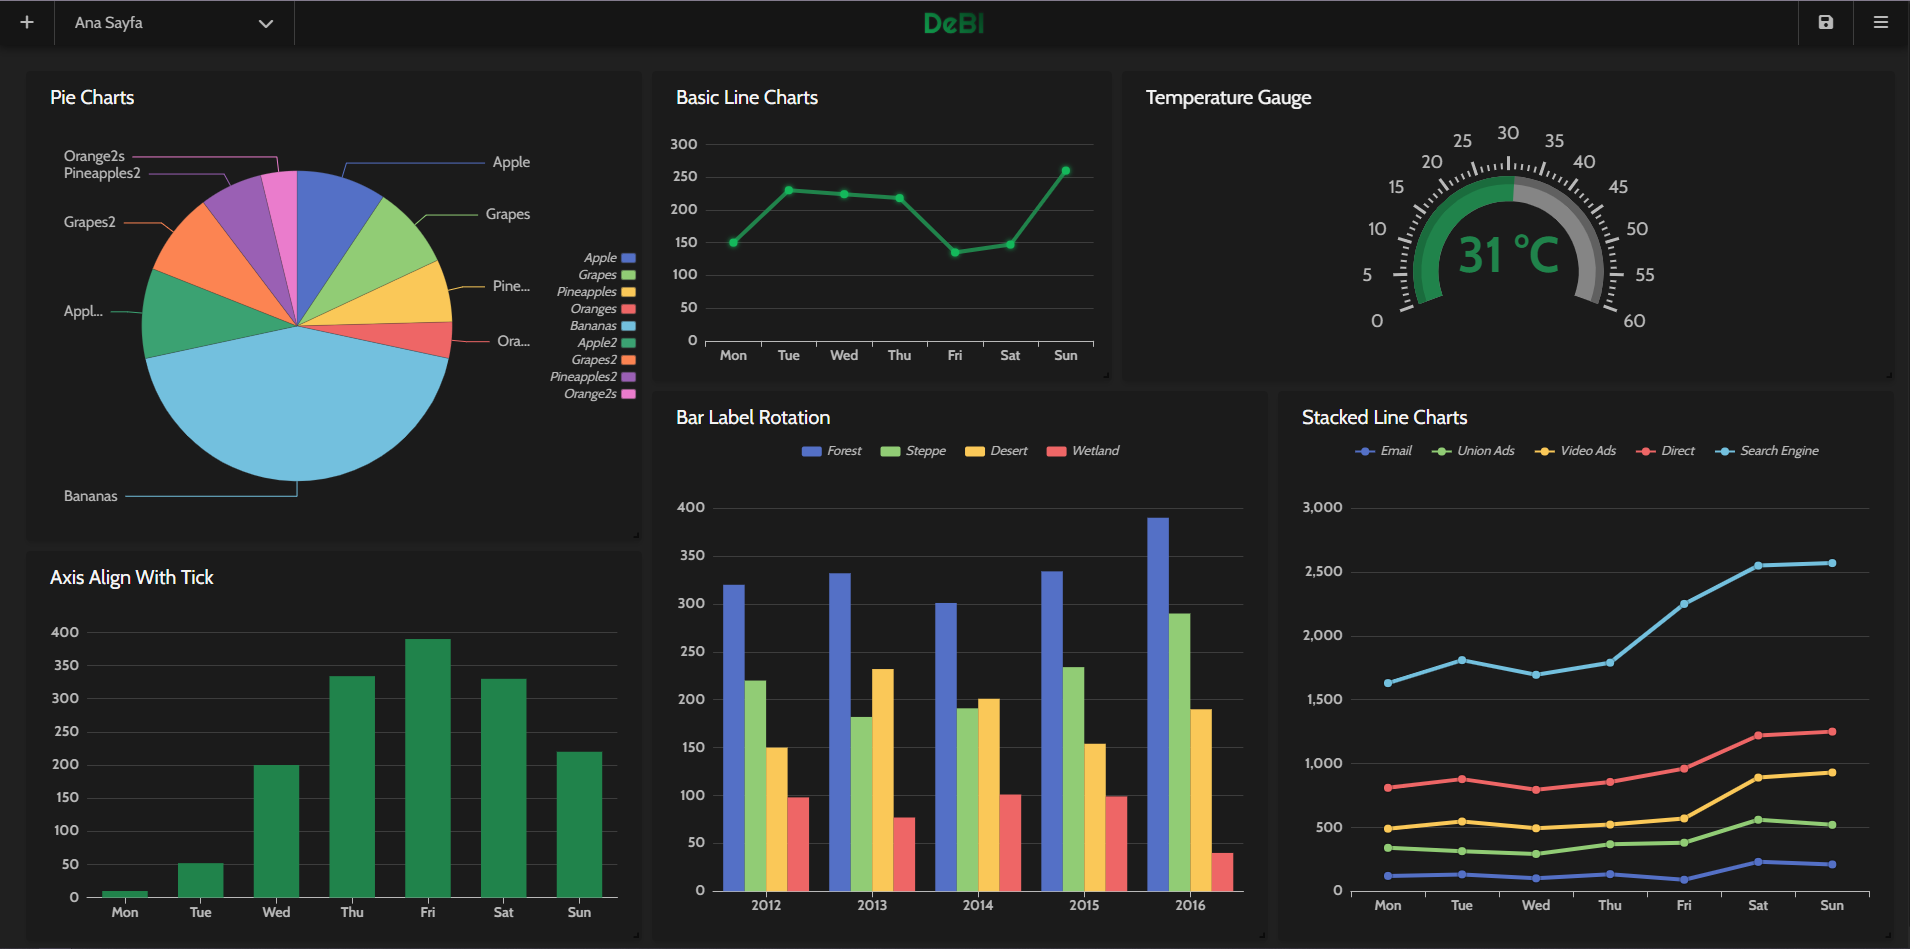 + Ana Sayfa
DeBI
Pie Charts
Orange2s
Pineapples2
Grapes2
Appl...
Bananas
Apple
Grapes
Pine...
Ora...
Apple
Grapes
Pineapples
Oranges
Bananas
Apple2
Grapes2
Pineapples2
Orange2s
Basic Line Charts
300
250
200
150
100
50
0
Mon Tue Wed Thu Fri Sat Sun
Temperature Gauge
0
5
10
15
20
25
30
35
40
45
50
55
60
31 °C
Axis Align With Tick
400
350
300
250
200
150
100
50
0
Mon Tue Wed Thu Fri Sat Sun
Bar Label Rotation
Forest Steppe Desert Wetland
400
350
300
250
200
150
100
50
0
2012 2013 2014 2015 2016
Stacked Line Charts
Email Union Ads Video Ads Direct Search Engine
3,000
2,500
2,000
1,500
1,000
500
0
Mon Tue Wed Thu Fri Sat Sun